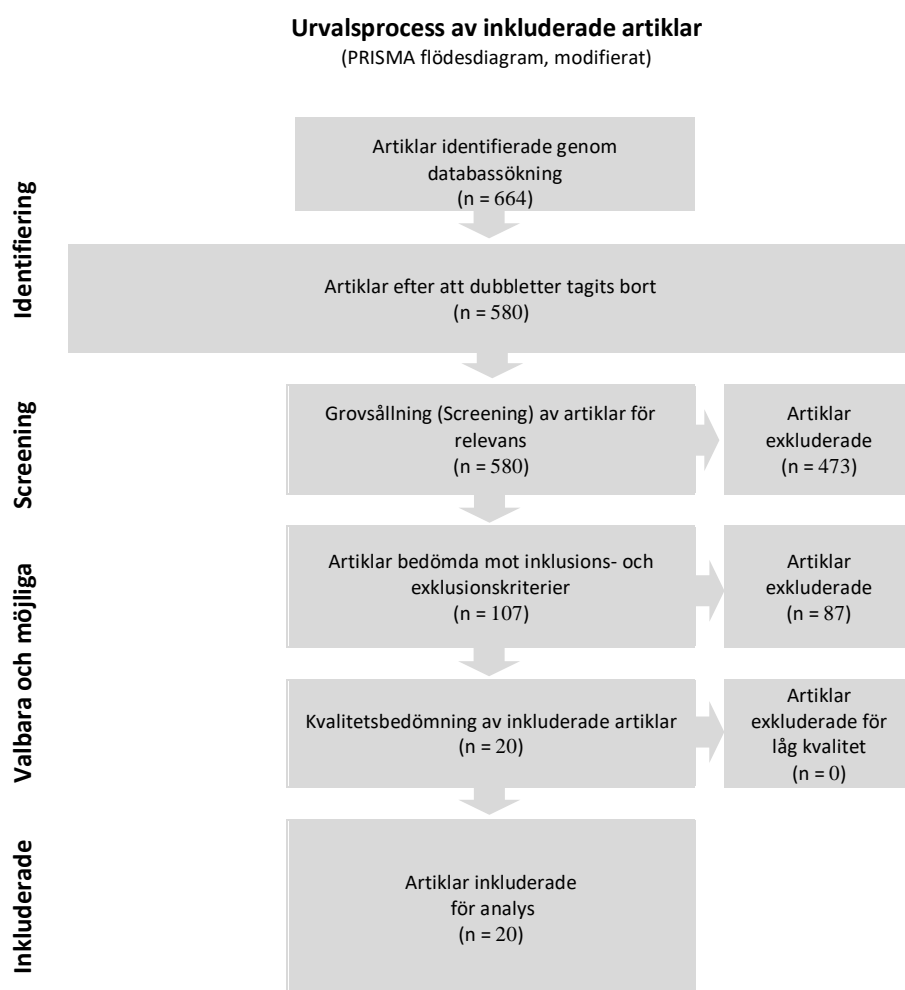 Urvalsprocess av inkluderade artiklar
(PRISMA flödesdiagram, modifierat)
Identifiering
Artiklar identifierade genom
databassökning
(n = 664)
Artiklar efter att dubbletter tagits bort
(n = 580)
Screening
Grovsållning (Screening) av artiklar för
relevans
(n = 580)
Artiklar
exkluderade
(n = 473)
Valbara och möjliga
Artiklar bedömda mot inklusions- och
exklusionskriterier
(n = 107)
Artiklar
exkluderade
(n = 87)
Kvalitetsbedömning av inkluderade artiklar
(n = 20)
Artiklar
exkluderade för
låg kvalitet
(n = 0)
Inkluderade
Artiklar inkluderade
för analys
(n = 20)